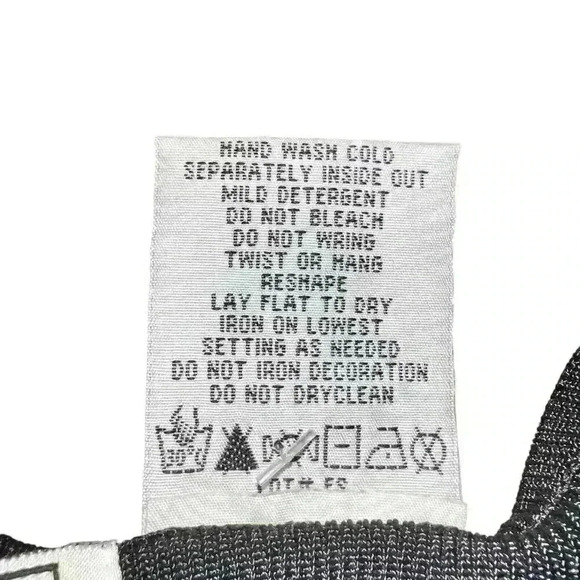 HAND WASH COLD
SEPARATELY INSIDE OUT
MILD DETERGENT
DO NOT BLEACH
DO NOT WRING
TWIST OR HANG
RESHAPE
LAY FLAT TO DRY
IRON ON LOWEST
SETTING AS NEEDED
DO NOT IRON DECORATION
DO NOT DRYCLEAN
30°C